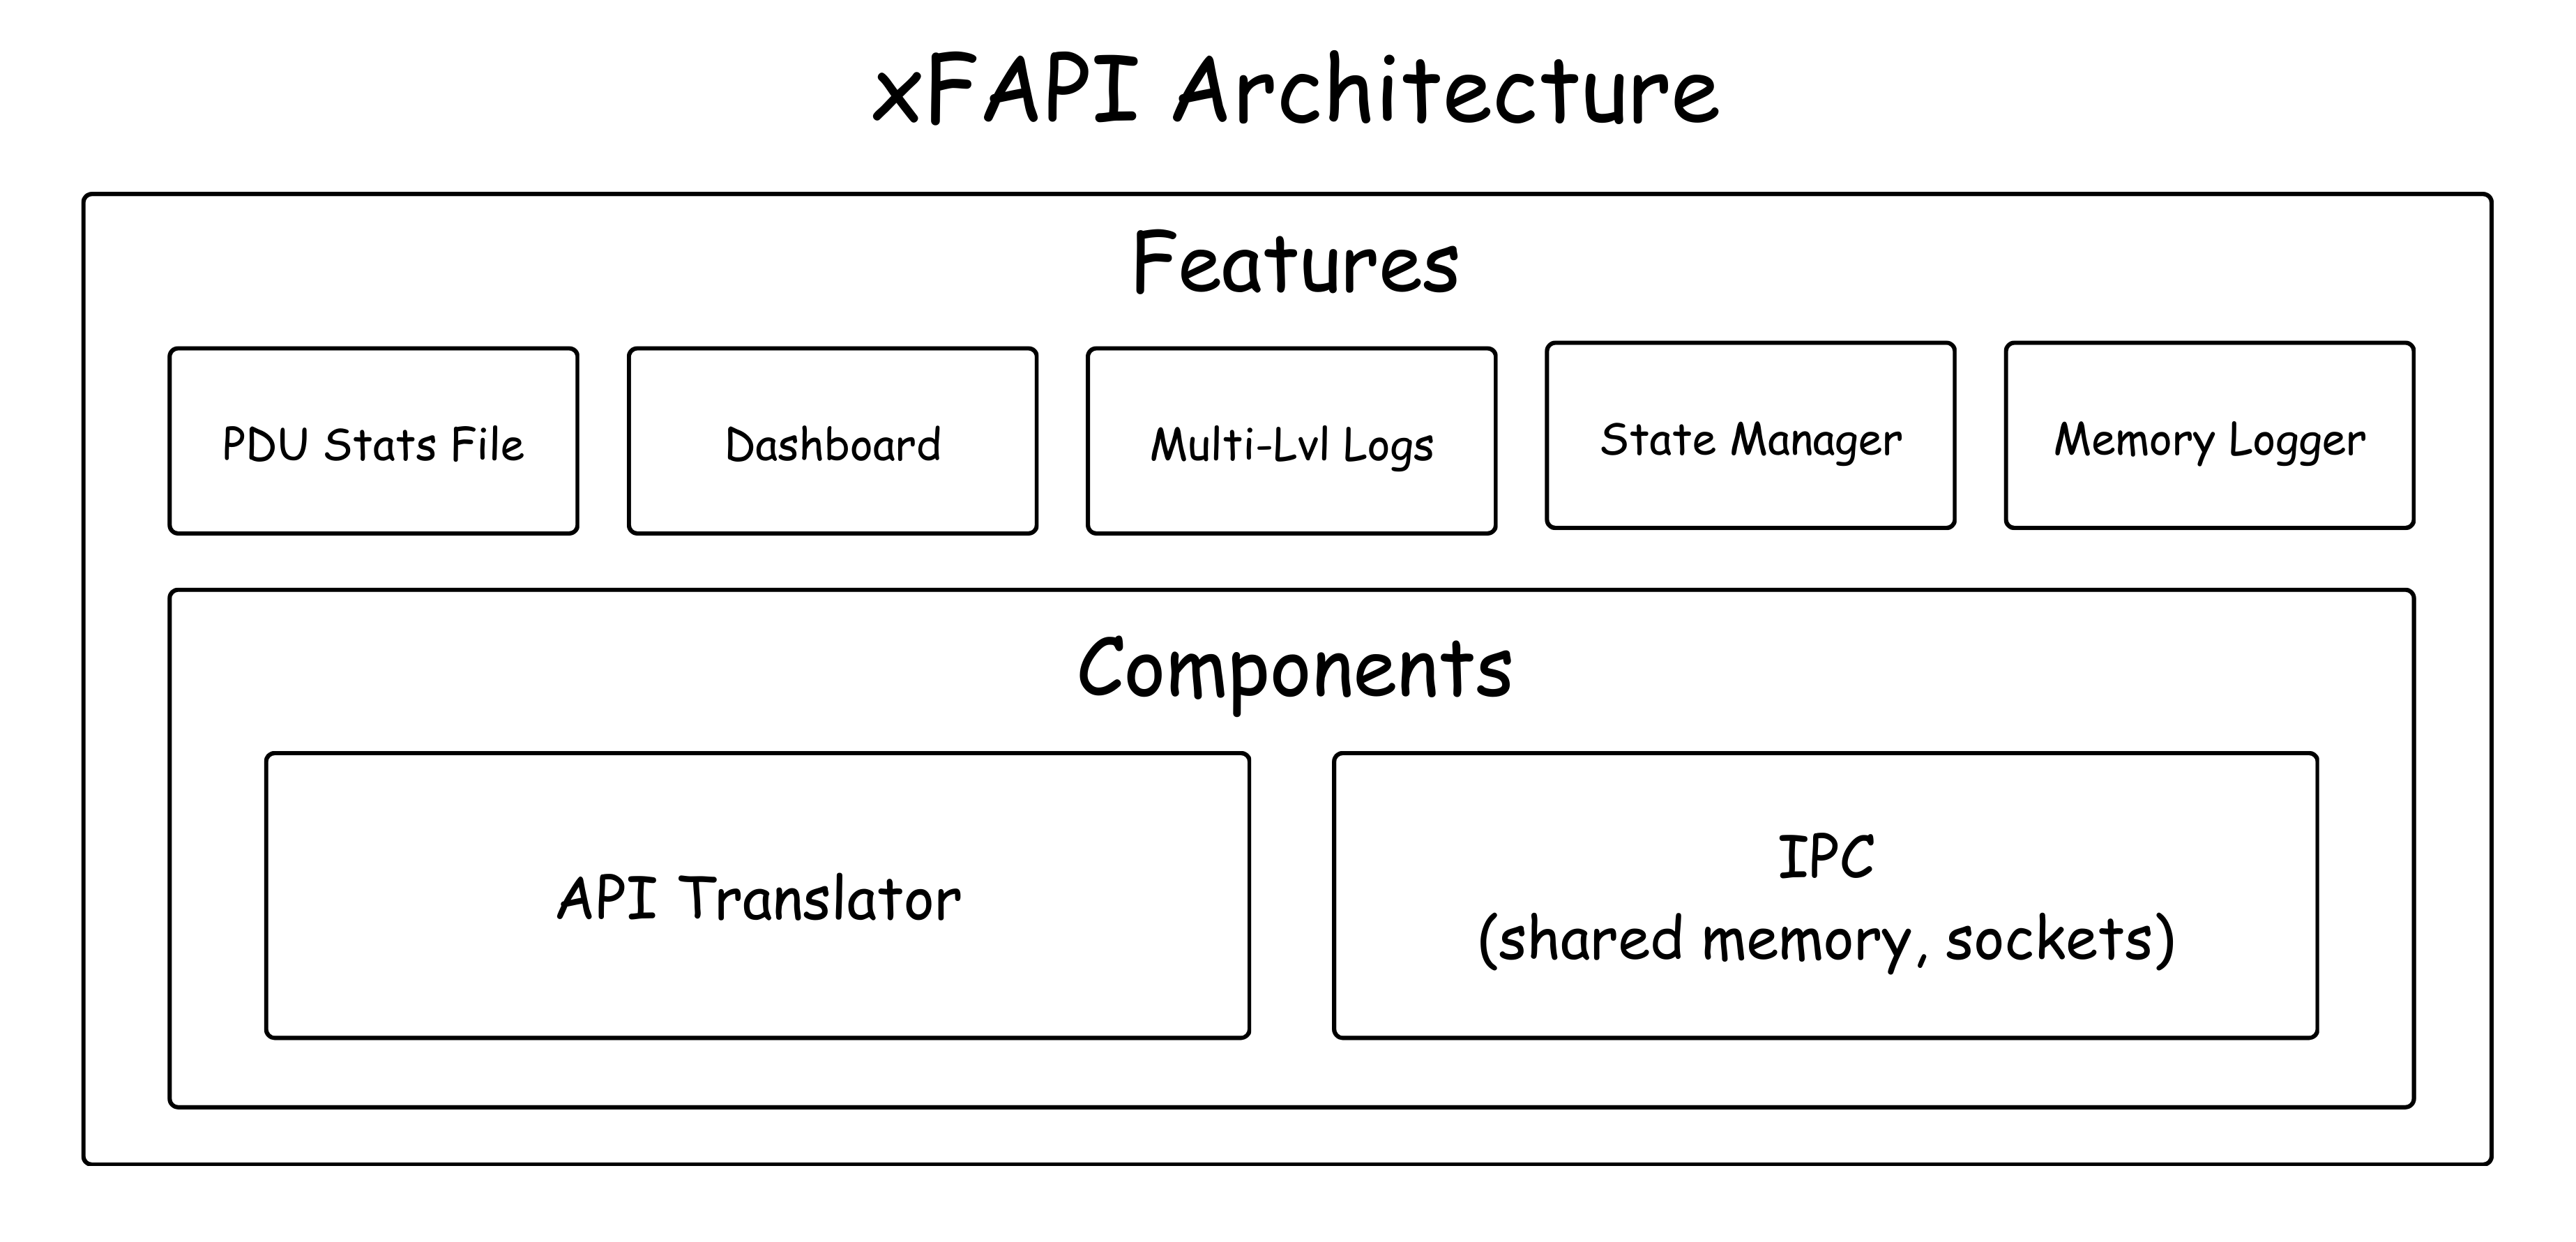 xFAPI Architecture
Features
PDU Stats File
Dashboard
Multi-Lvl Logs
State Manager
Memory Logger
Components
API Translator
IPC
(shared memory, sockets)